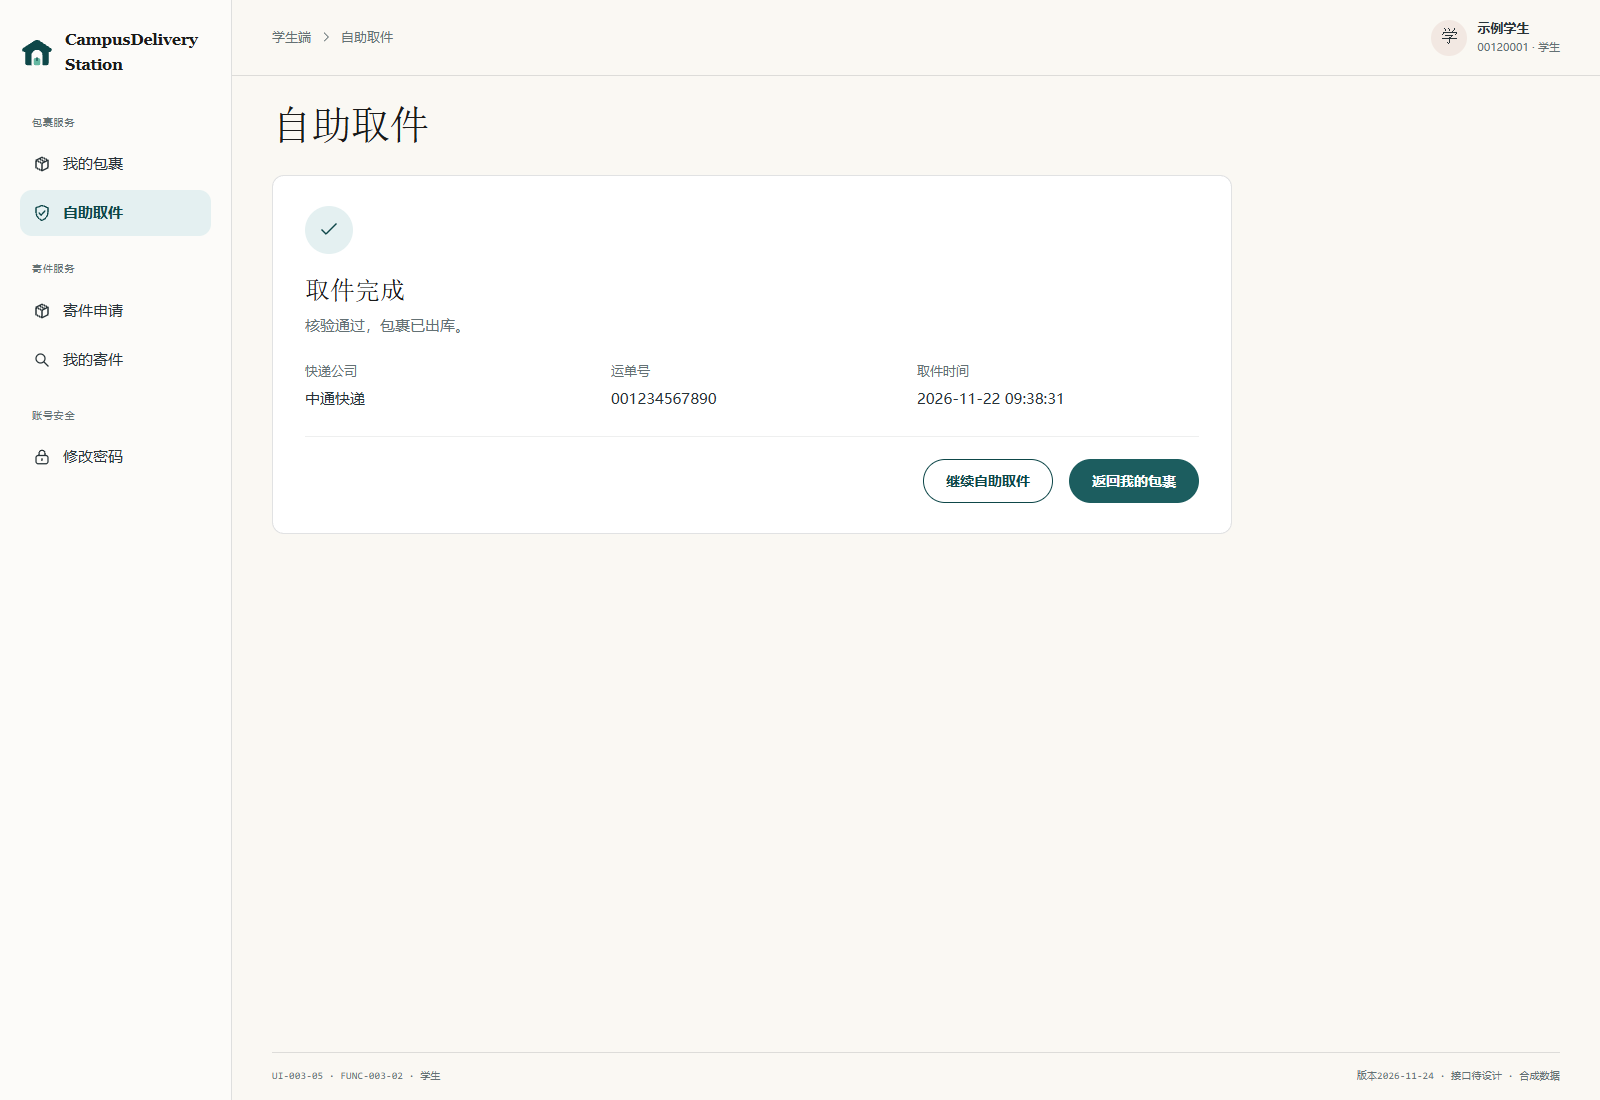 CampusDelivery
Station
包裹服务
我的包裹
自助取件
寄件服务
寄件申请
我的寄件
账号安全
修改密码
学生端 > 自助取件
学
示例学生
00120001 · 学生
自助取件
取件完成
核验通过，包裹已出库。
快递公司
中通快递
运单号
001234567890
取件时间
2026-11-22 09:38:31
继续自助取件
返回我的包裹
UI-003-05 · FUNC-003-02 · 学生
版本2026-11-24 · 接口待设计 · 合成数据